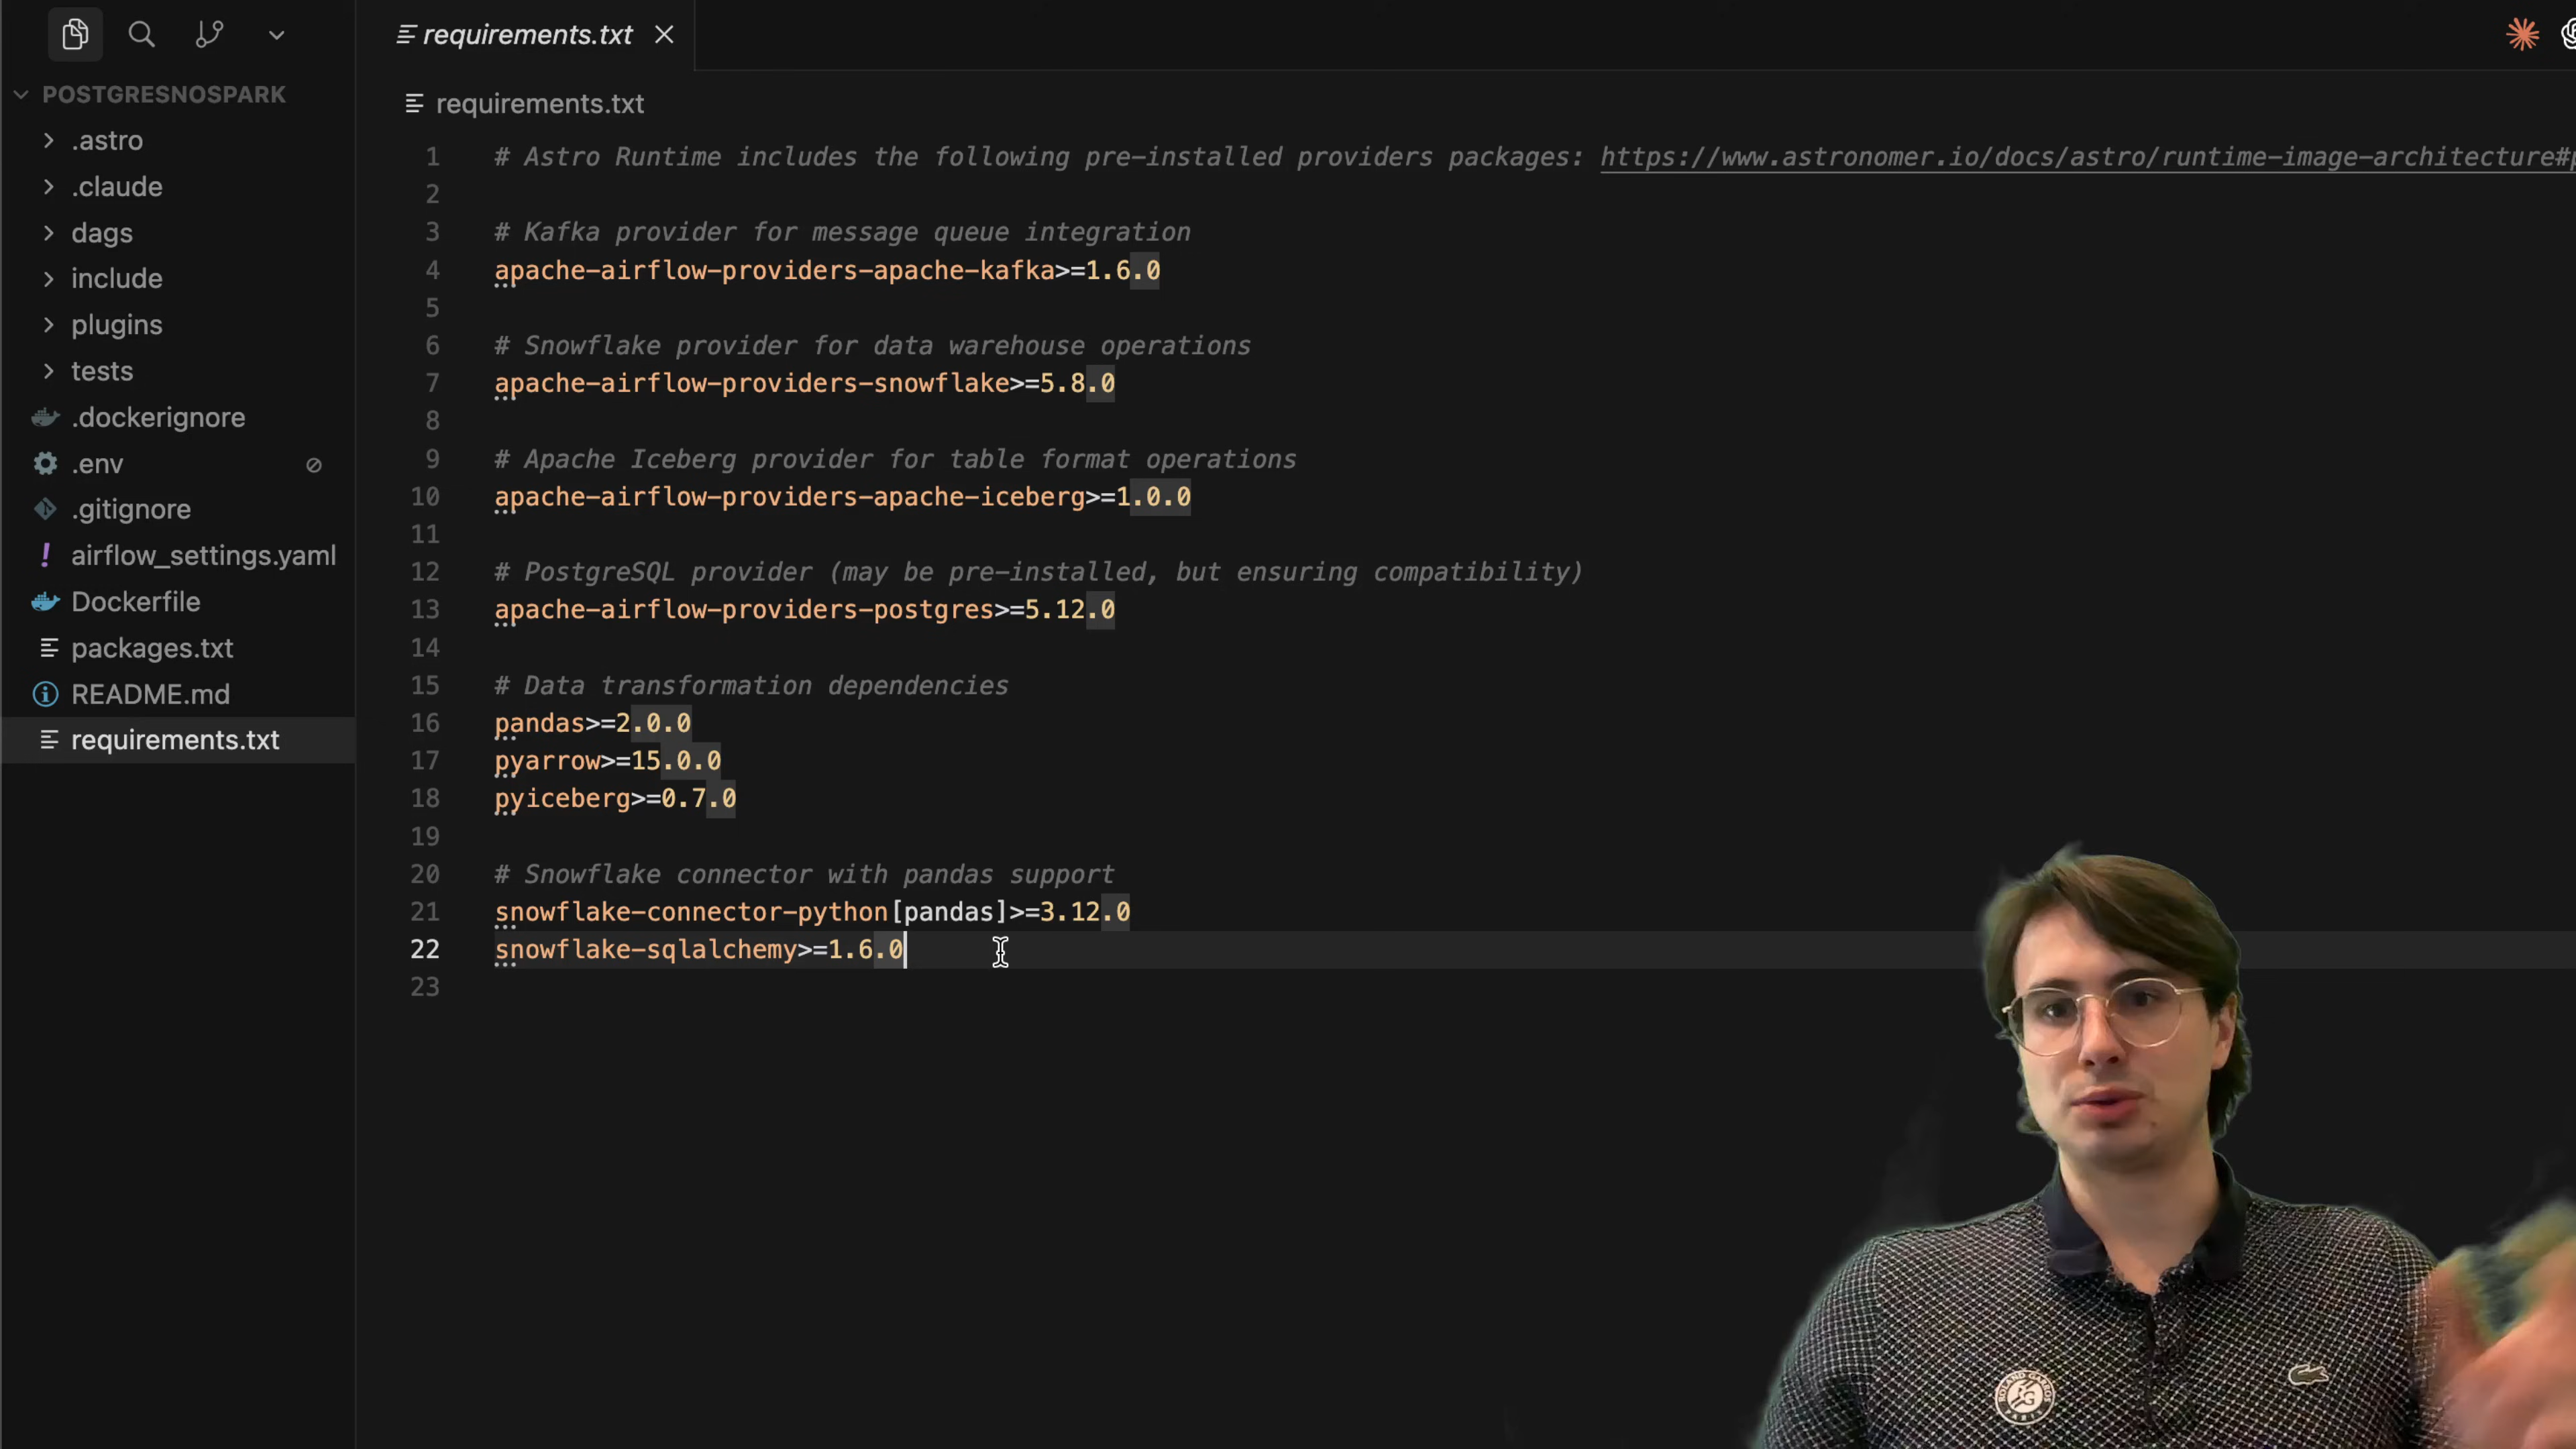 requirements.txt
POSTGRESNOSPARK
.astro
.claude
dags
include
plugins
tests
.dockerignore
.env
.gitignore
airflow_settings.yaml
Dockerfile
packages.txt
README.md
requirements.txt
requirements.txt
1 # Astro Runtime includes the following pre-installed providers packages: https://www.astronomer.io/docs/astro/runtime-image-architecture#p
2
3 # Kafka provider for message queue integration
4 apache-airflow-providers-apache-kafka>=1.6.0
5
6 # Snowflake provider for data warehouse operations
7 apache-airflow-providers-snowflake>=5.8.0
8
9 # Apache Iceberg provider for table format operations
10 apache-airflow-providers-apache-iceberg>=1.0.0
11
12 # PostgreSQL provider (may be pre-installed, but ensuring compatibility)
13 apache-airflow-providers-postgres>=5.12.0
14
15 # Data transformation dependencies
16 pandas>=2.0.0
17 pyarrow>=15.0.0
18 pyiceberg>=0.7.0
19
20 # Snowflake connector with pandas support
21 snowflake-connector-python[pandas]>=3.12.0
22 snowflake-sqlalchemy>=1.6.0
23
ROLAND GARROS
RG
PARIS